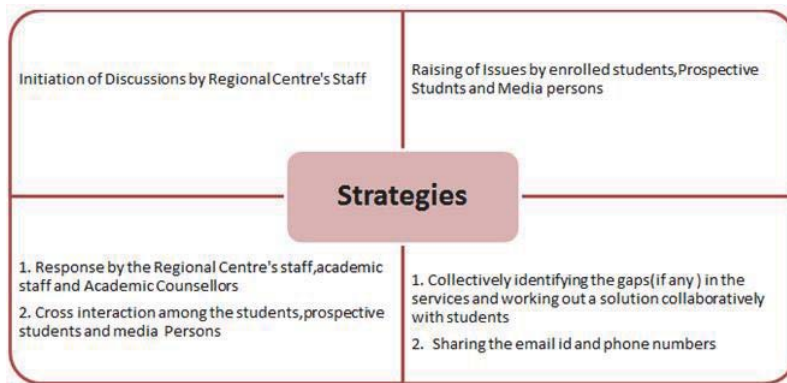 Initiation of Discussions by Regional Centre's Staff
Raising of Issues by enrolled students,Prospective
Studnts and Media persons
Strategies
1. Response by the Regional Centre's staff,academic
staff and Academic Counsellors
2. Cross interaction among the students,prospective
students and media Persons
1. Collectively identifying the gaps(if any ) in the
services and working out a solution collaboratively
with students
2. Sharing the email id and phone numbers